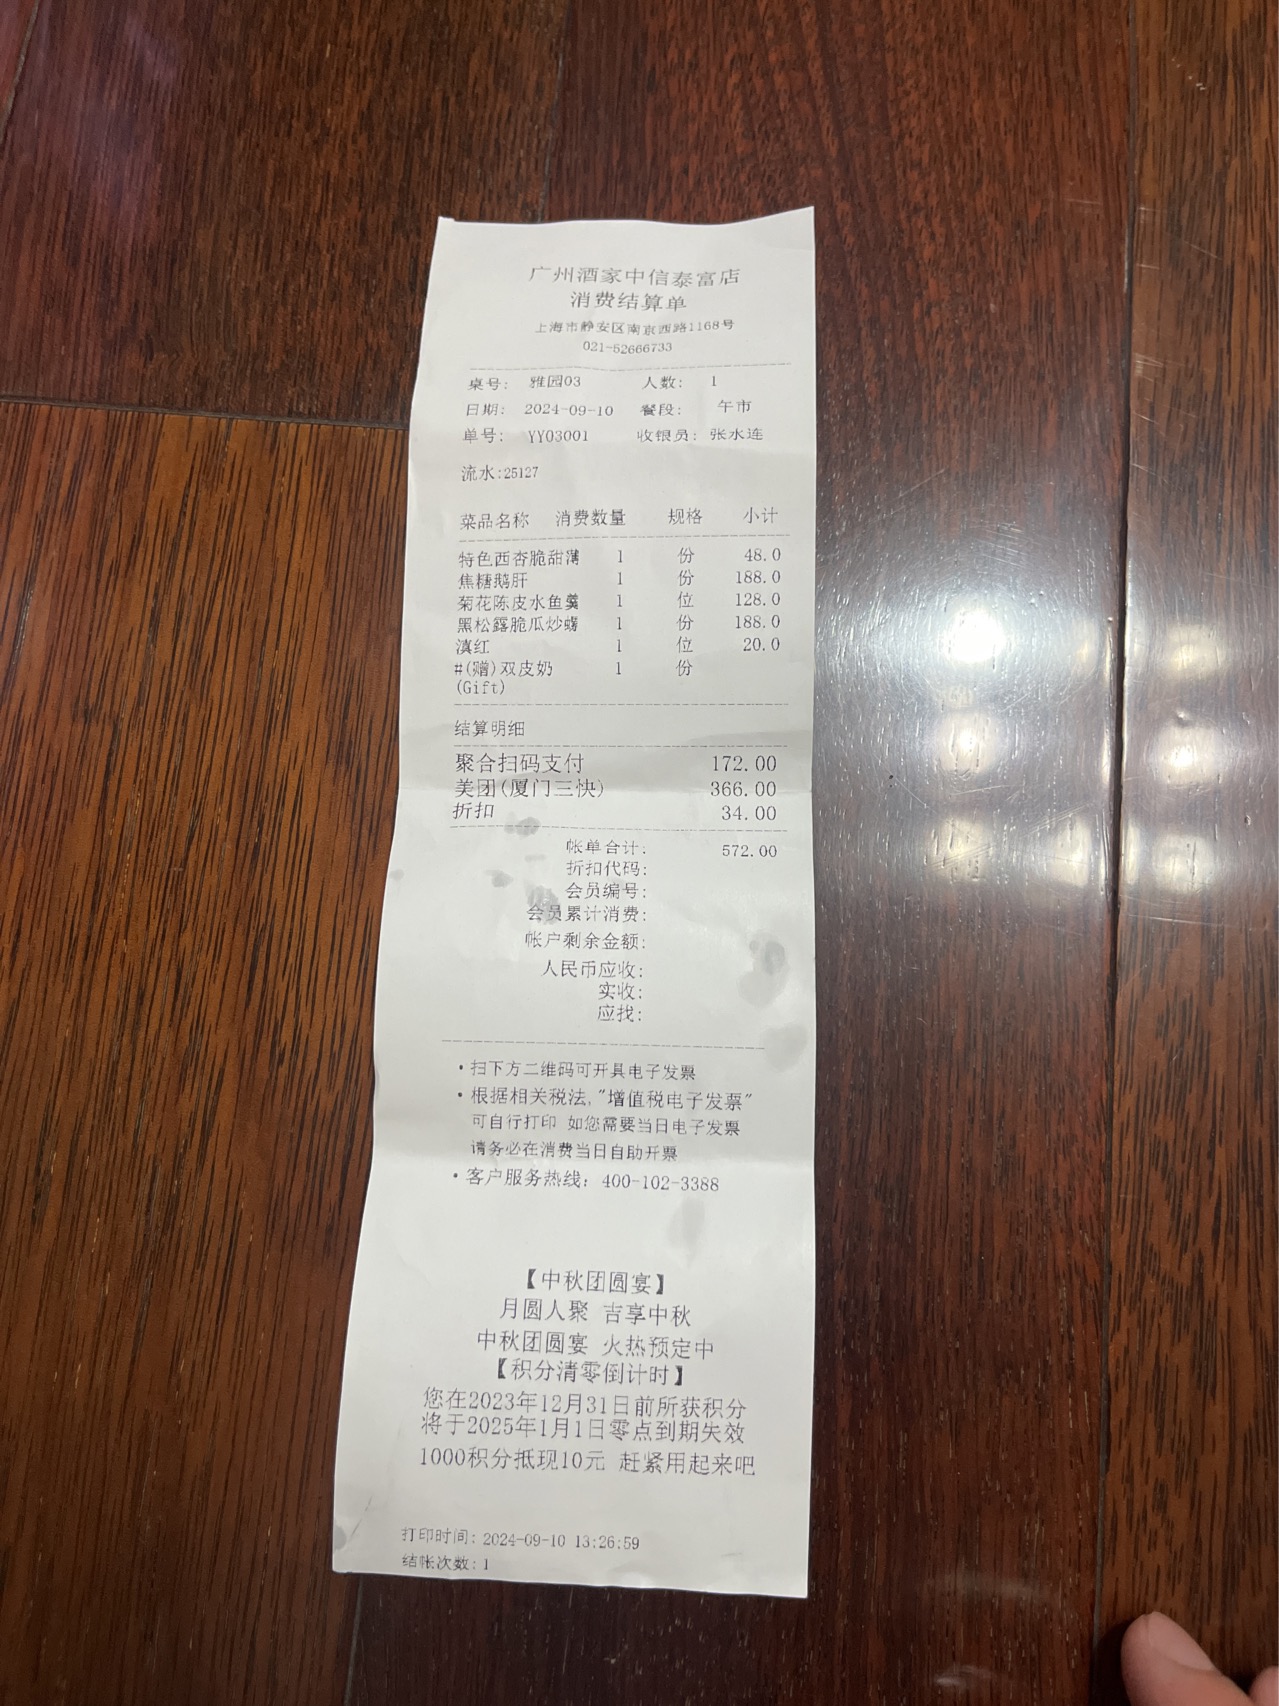 广州酒家中信泰富店
消费结算单
上海市静安区南京西路1168号
021-52666733
桌号: 雅园03 人数: 1
日期: 2024-09-10 餐段: 午市
单号: YY03001 收银员: 张水连
流水:25127
菜品名称 消费数量 规格 小计
特色西杏脆甜薄 1 份 48.0
焦糖鹅肝 1 份 188.0
菊花陈皮水鱼羹 1 位 128.0
黑松露脆瓜炒螺 1 份 188.0
滇红 1 位 20.0
#(赠)双皮奶 1 份
(Gift)
结算明细
聚合扫码支付 172.00
美团(厦门三快) 366.00
折扣 34.00
帐单合计: 572.00
折扣代码:
会员编号:
会员累计消费:
帐户剩余金额:
人民币应收:
实收:
应找:
·扫下方二维码可开具电子发票
·根据相关税法,"增值税电子发票"
可自行打印 如您需要当日电子发票
请务必在消费当日自助开票
·客户服务热线: 400-102-3388
【中秋团圆宴】
月圆人聚 吉享中秋
中秋团圆宴 火热预定中
【积分清零倒计时】
您在2023年12月31日前所获积分
将于2025年1月1日零点到期失效
1000积分抵现10元 赶紧用起来吧
打印时间: 2024-09-10 13:26:59
结帐次数: 1